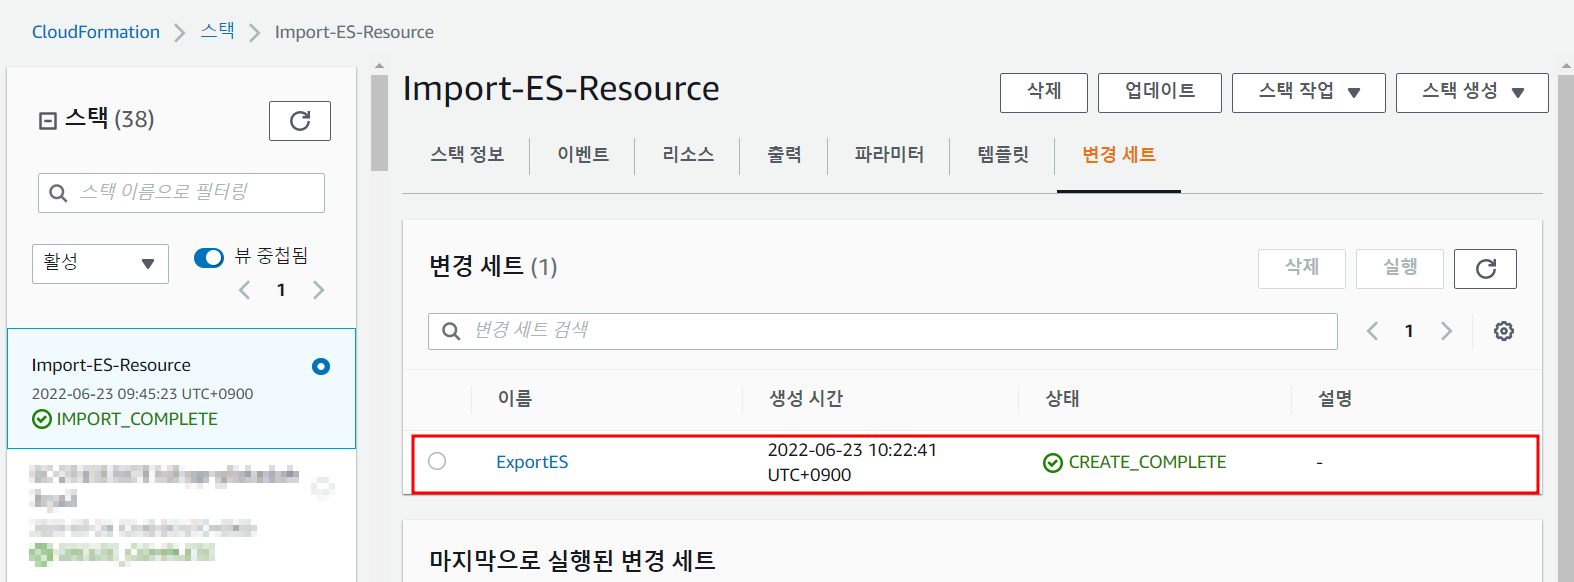 CloudFormation > 스택 > Import-ES-Resource
스택 (38)
스택 이름으로 필터링
활성
뷰 중첩됨
1
Import-ES-Resource
2022-06-23 09:45:23 UTC+0900
IMPORT_COMPLETE
Import-ES-Resource
삭제 업데이트 스택 작업 스택 생성
스택 정보 이벤트 리소스 출력 파라미터 템플릿 변경 세트
변경 세트 (1)
삭제 실행
변경 세트 검색
1
이름 생성 시간 상태 설명
ExportES 2022-06-23 10:22:41 UTC+0900 CREATE_COMPLETE -
마지막으로 실행된 변경 세트